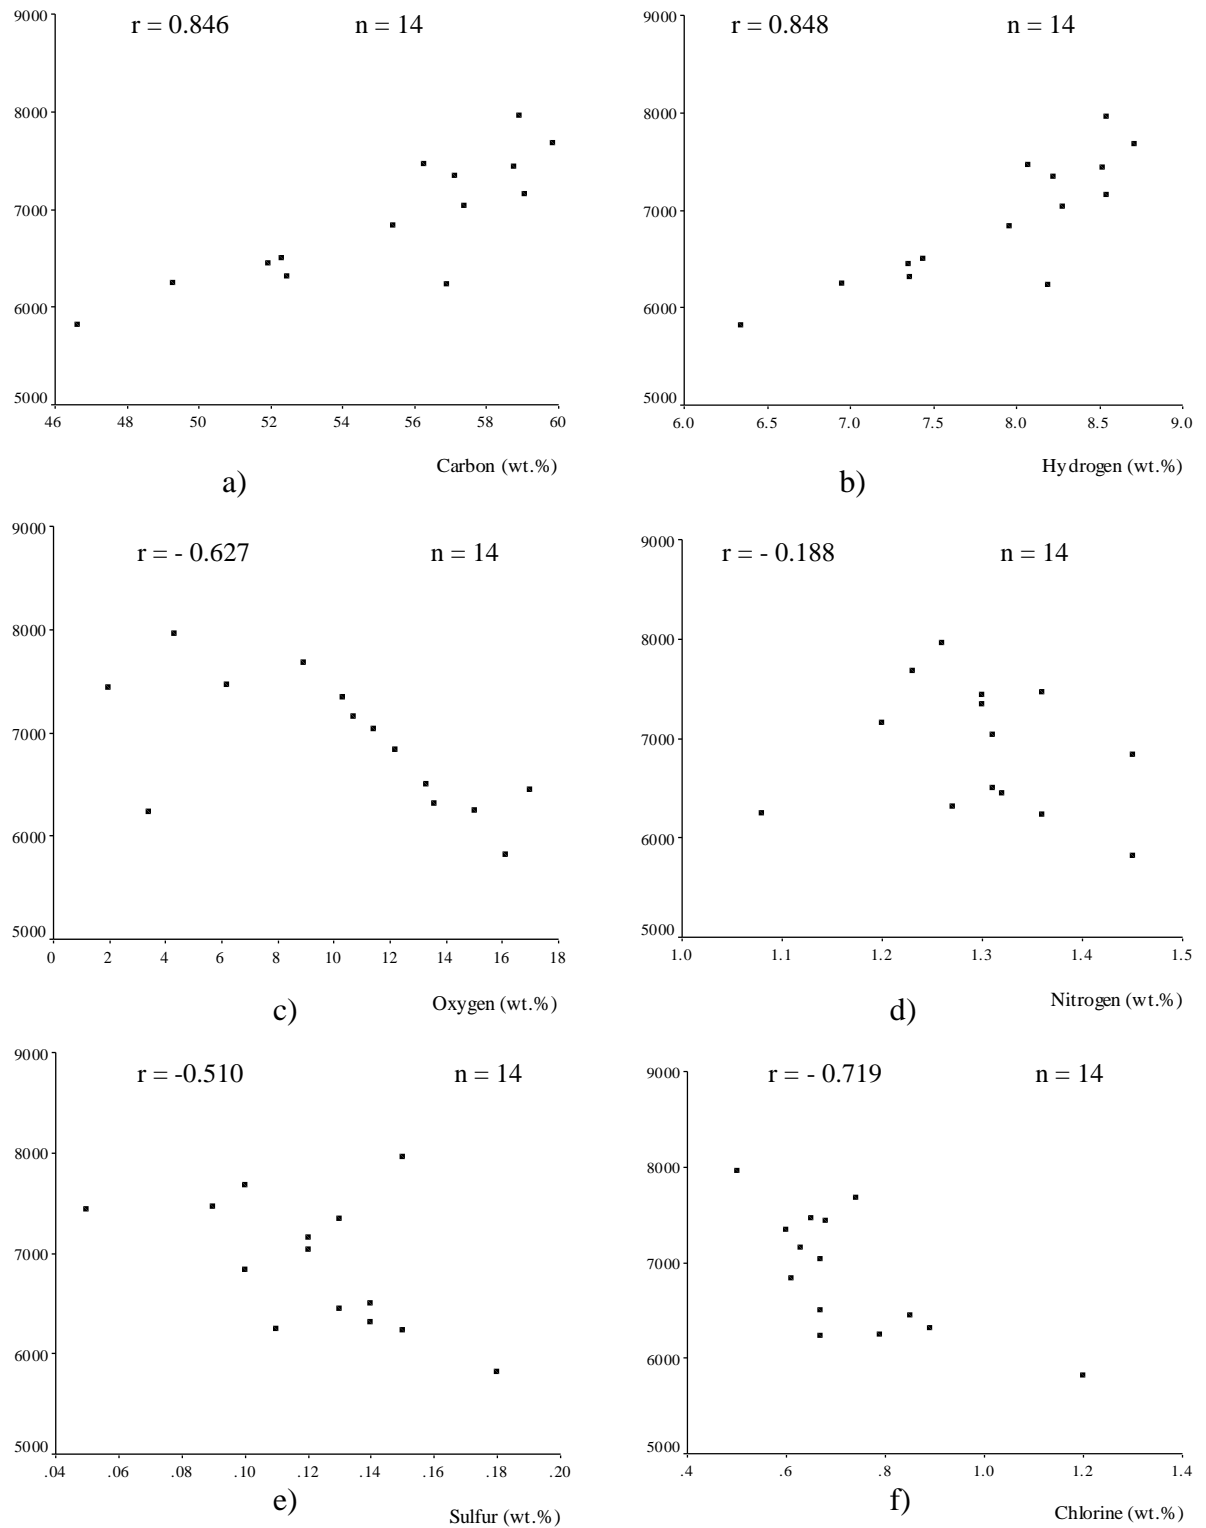 r = 0.846 n = 14
9000
8000
7000
6000
5000
46 48 50 52 54 56 58 60
Carbon (wt.%)
a)
r = 0.848 n = 14
9000
8000
7000
6000
5000
6.0 6.5 7.0 7.5 8.0 8.5 9.0
Hydrogen (wt.%)
b)
r = - 0.627 n = 14
9000
8000
7000
6000
5000
0 2 4 6 8 10 12 14 16 18
Oxygen (wt.%)
c)
r = - 0.188 n = 14
9000
8000
7000
6000
5000
1.0 1.1 1.2 1.3 1.4 1.5
Nitrogen (wt.%)
d)
r = -0.510 n = 14
9000
8000
7000
6000
5000
.04 .06 .08 .10 .12 .14 .16 .18 .20
Sulfur (wt.%)
e)
r = - 0.719 n = 14
9000
8000
7000
6000
5000
.4 .6 .8 1.0 1.2 1.4
Chlorine (wt.%)
f)